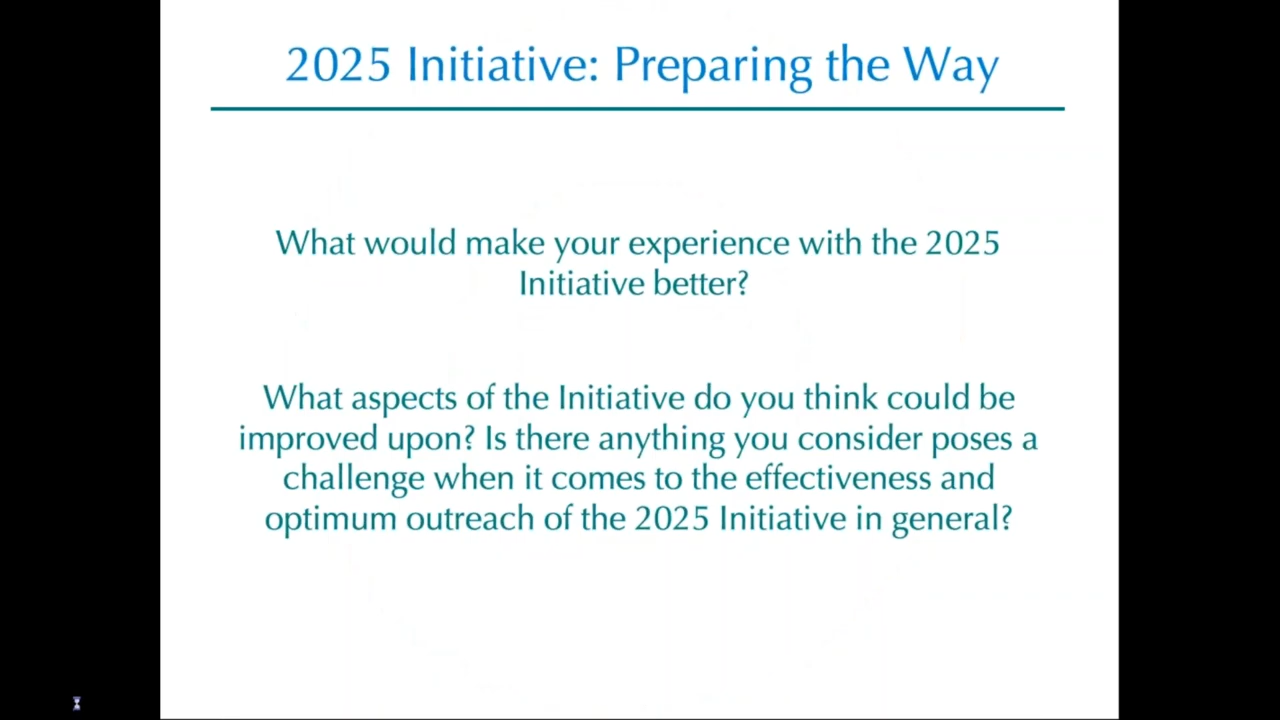 2025 Initiative: Preparing the Way
What would make your experience with the 2025
Initiative better?
What aspects of the Initiative do you think could be
improved upon? Is there anything you consider poses a
challenge when it comes to the effectiveness and
optimum outreach of the 2025 Initiative in general?